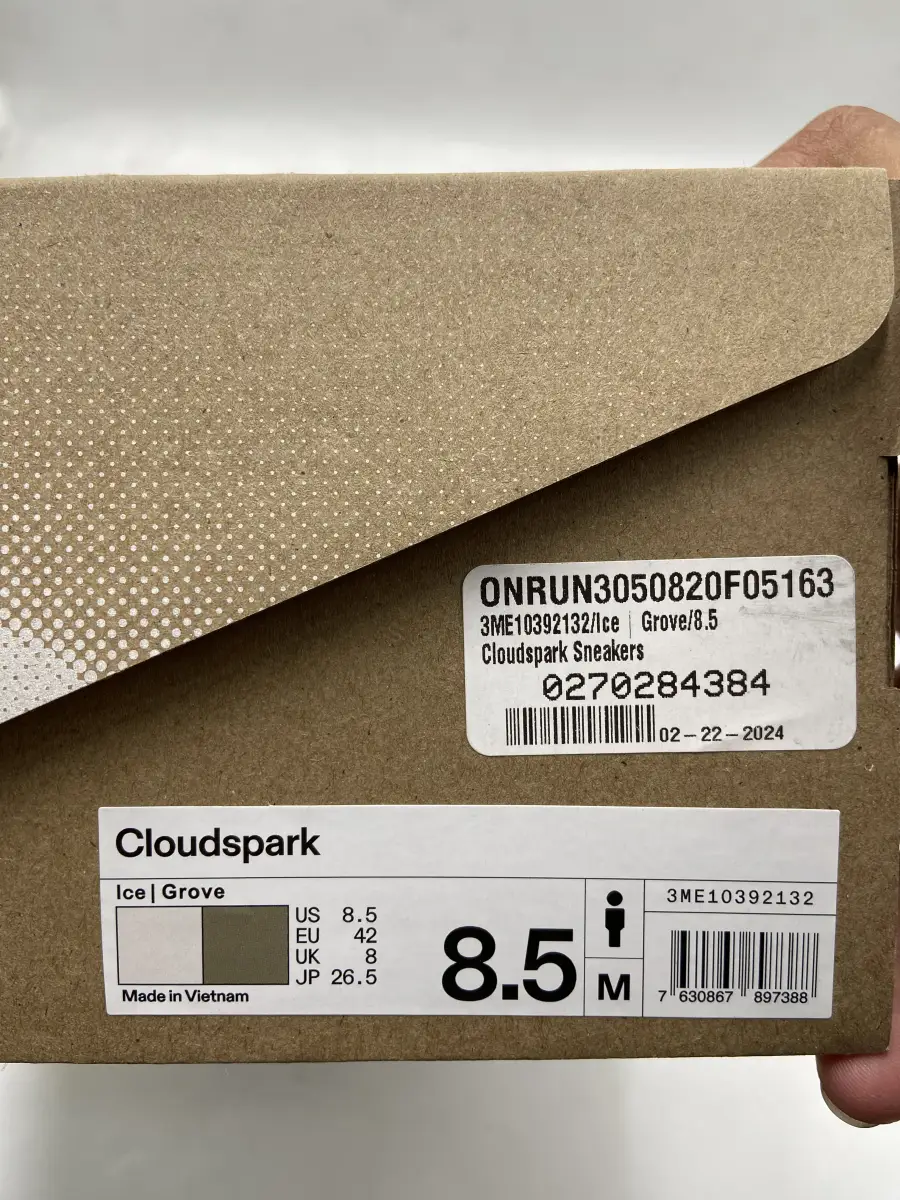 ONRUN3050820F05163
3ME10392132/Ice | Grove/8.5
Cloudspark Sneakers
0270284384
02-22-2024
Cloudspark
Ice | Grove
US 8.5
EU 42
UK 8
JP 26.5
Made in Vietnam
8.5
M
3ME10392132
7 630867 897388